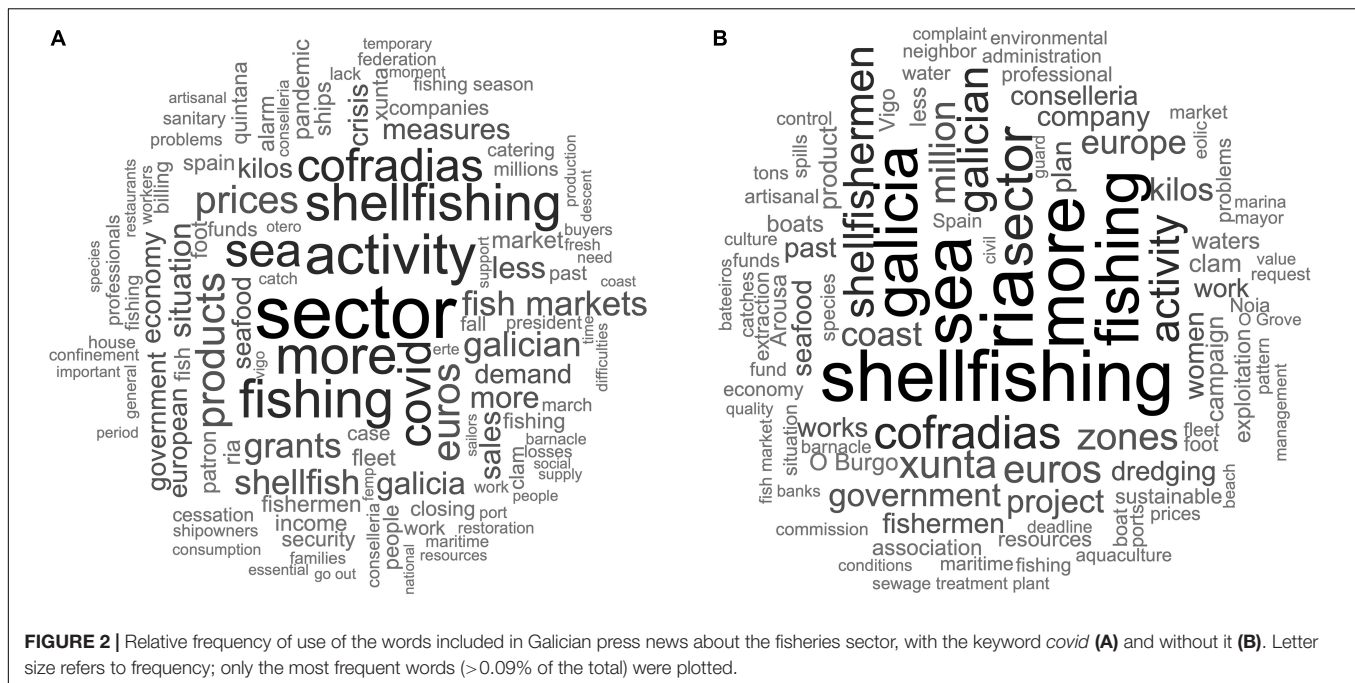 A
temporary
federation
lack moment
fishing season
artisanal
sanitary
problems
quintana
alarm
conselleria
pandemic
ships
crisis
xunta
companies
measures
spain kilos cofradias catering
millions
production
descent
restaurants
workers
billing
prices shellfishing
professionals
species
fishing
economy
situation
foot
funds otero
sea activity
support
market buyers
fresh
need
less past
coast
catch
products
seafood
sector fish markets
fall president
time
difficulties
house
confinement
important
general
government
european
fish
vigo
more
covid
erte
galician
demand
more march
fishing
euros
period
patron
ria
grants case
fleet
sailors
sales
clam
barnacle
losses
social
supply
shellfish
femp
galicia work people
fishermen
cessation
shipowners
consumption
income
security
families
essential go out
conselleria
people
national
closing port
work restoration
maritime
resources
B
complaint environmental
neighbor administration
water professional
conselleria
company market
control
spills
tons
product
artisanal
shellfishermen
Vigo
less
million
galician
galicia
sector
guard
plan
europe
eolic
problems
kilos
marina
mayor
boats
culture past
funds
Spain
civil
sea
ria
more
fishing
activity
waters
clam value
request
work
Noia
O Grove
bateeiros
catches
extraction
Arousa
species
seafood
coast
fund
economy
quality
shellfishing
women
campaign
exploitation
pattern
management
fish market
situation
works
barnacle
cofradias zones fleet
foot
O Burgo xunta euros dredging
banks
government project sustainable
prices
beach
commission
fishermen deadline
resources
boat
ports
association aquaculture
conditions maritime fishing
sewage treatment plant
FIGURE 2 | Relative frequency of use of the words included in Galician press news about the fisheries sector, with the keyword covid (A) and without it (B). Letter
size refers to frequency; only the most frequent words (>0.09% of the total) were plotted.